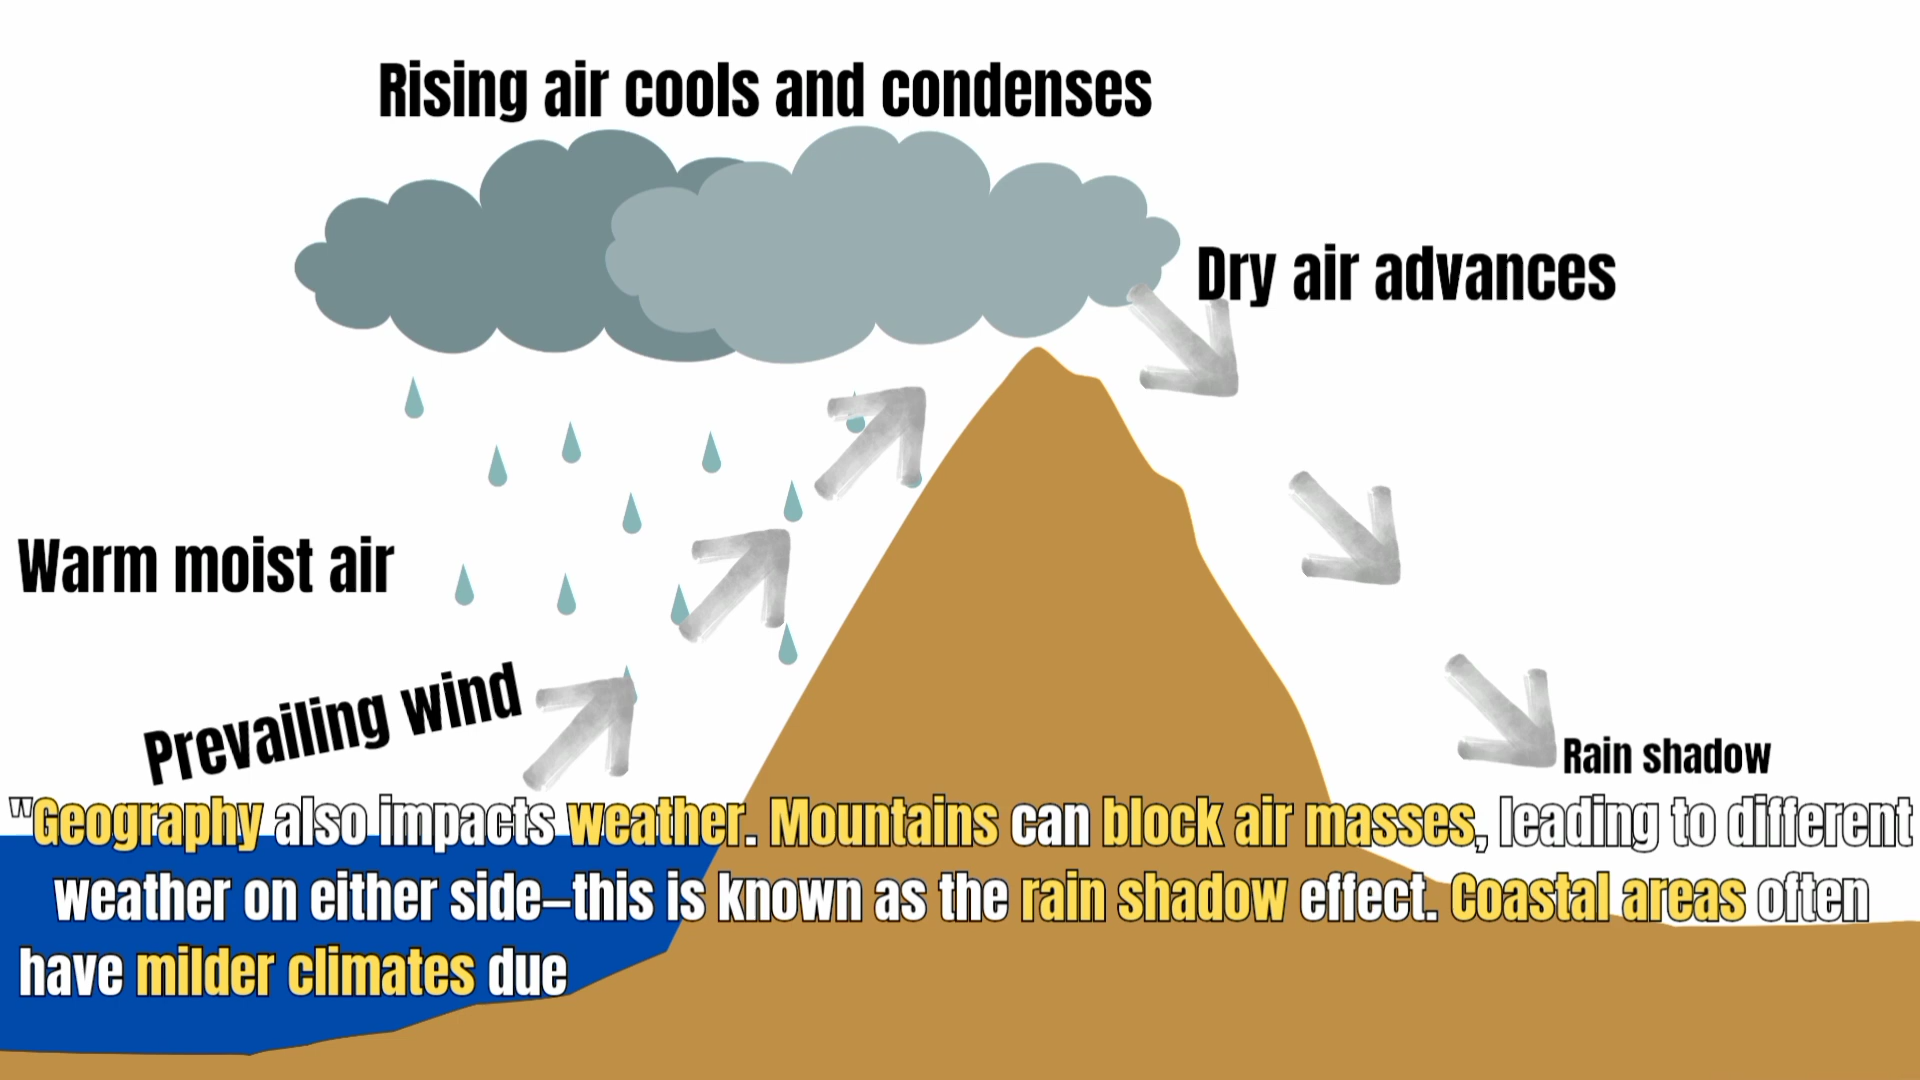 Rising air cools and condenses
Dry air advances
Warm moist air
Prevailing wind
Rain shadow
"Geography also impacts weather. Mountains can block air masses, leading to different
weather on either side–this is known as the rain shadow effect. Coastal areas often
have milder climates due